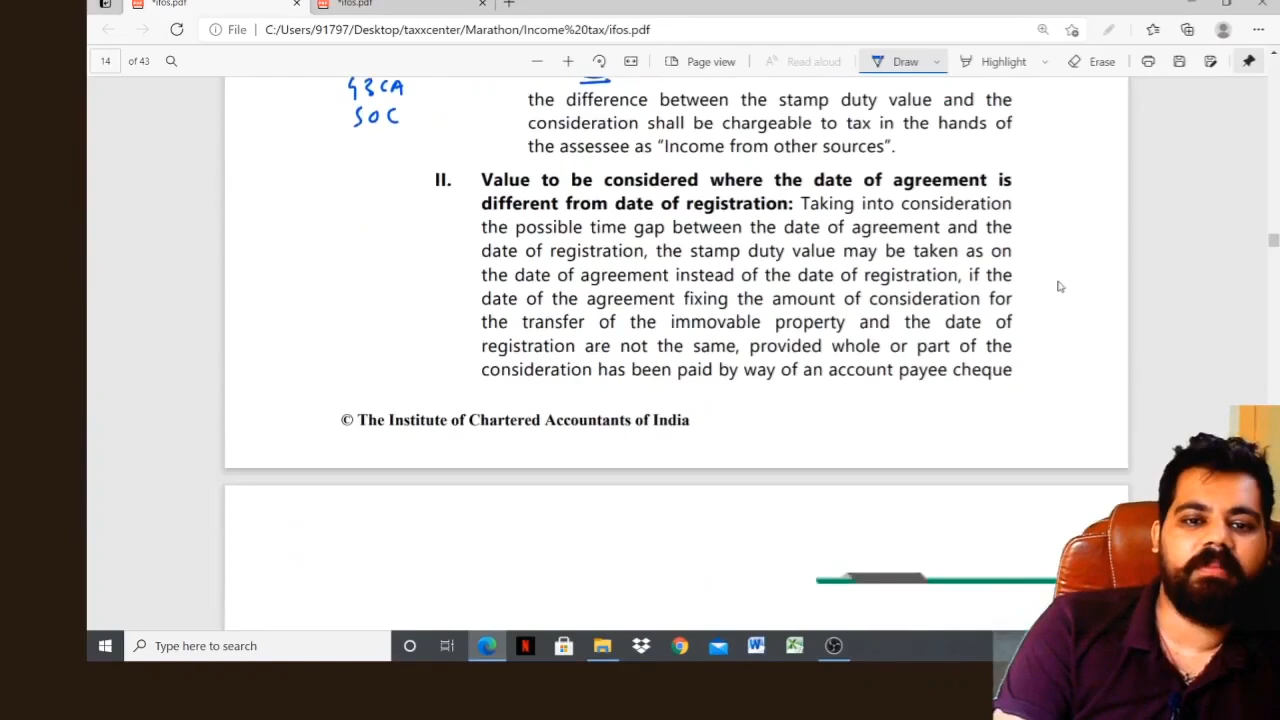 *ifos.pdf
*ifos.pdf
File
C:/Users/91797/Desktop/taxxcenter/Marathon/Income%20tax/ifos.pdf
14 of 43
Page view
Read aloud
Draw
Highlight
Erase
43CA
50C
the difference between the stamp duty value and the
consideration shall be chargeable to tax in the hands of
the assessee as “Income from other sources”.
II. Value to be considered where the date of agreement is
different from date of registration: Taking into consideration
the possible time gap between the date of agreement and the
date of registration, the stamp duty value may be taken as on
the date of agreement instead of the date of registration, if the
date of the agreement fixing the amount of consideration for
the transfer of the immovable property and the date of
registration are not the same, provided whole or part of the
consideration has been paid by way of an account payee cheque
© The Institute of Chartered Accountants of India
Type here to search